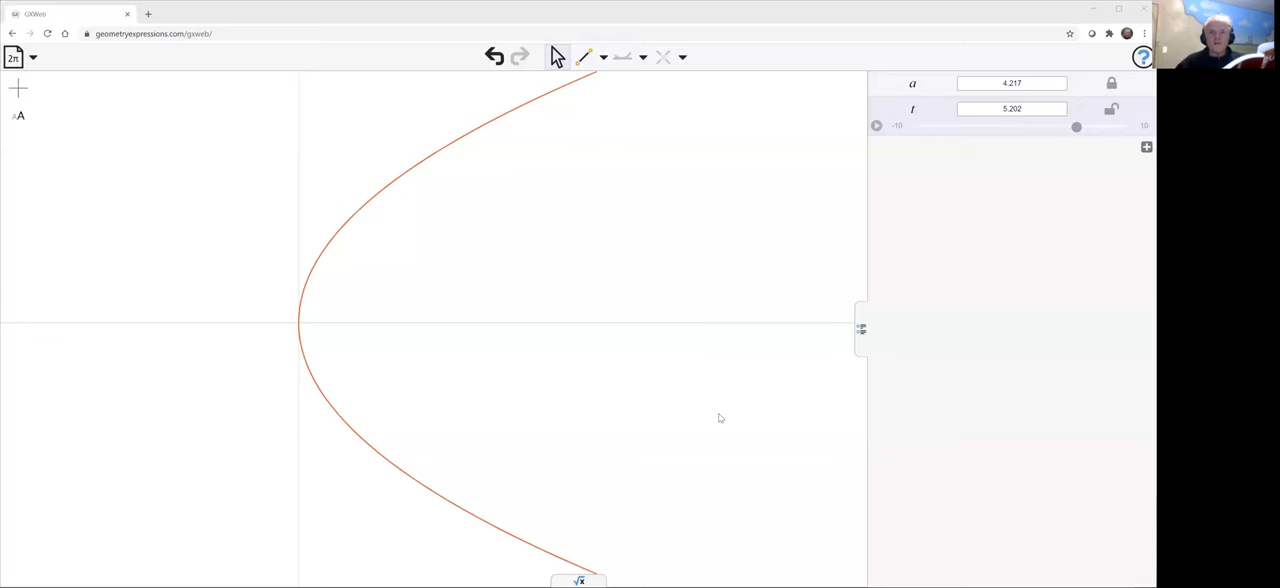 GXWeb
geometryexpressions.com/gxweb/
2π
?
AA
a 4.217
t 5.202
-10 10
√x